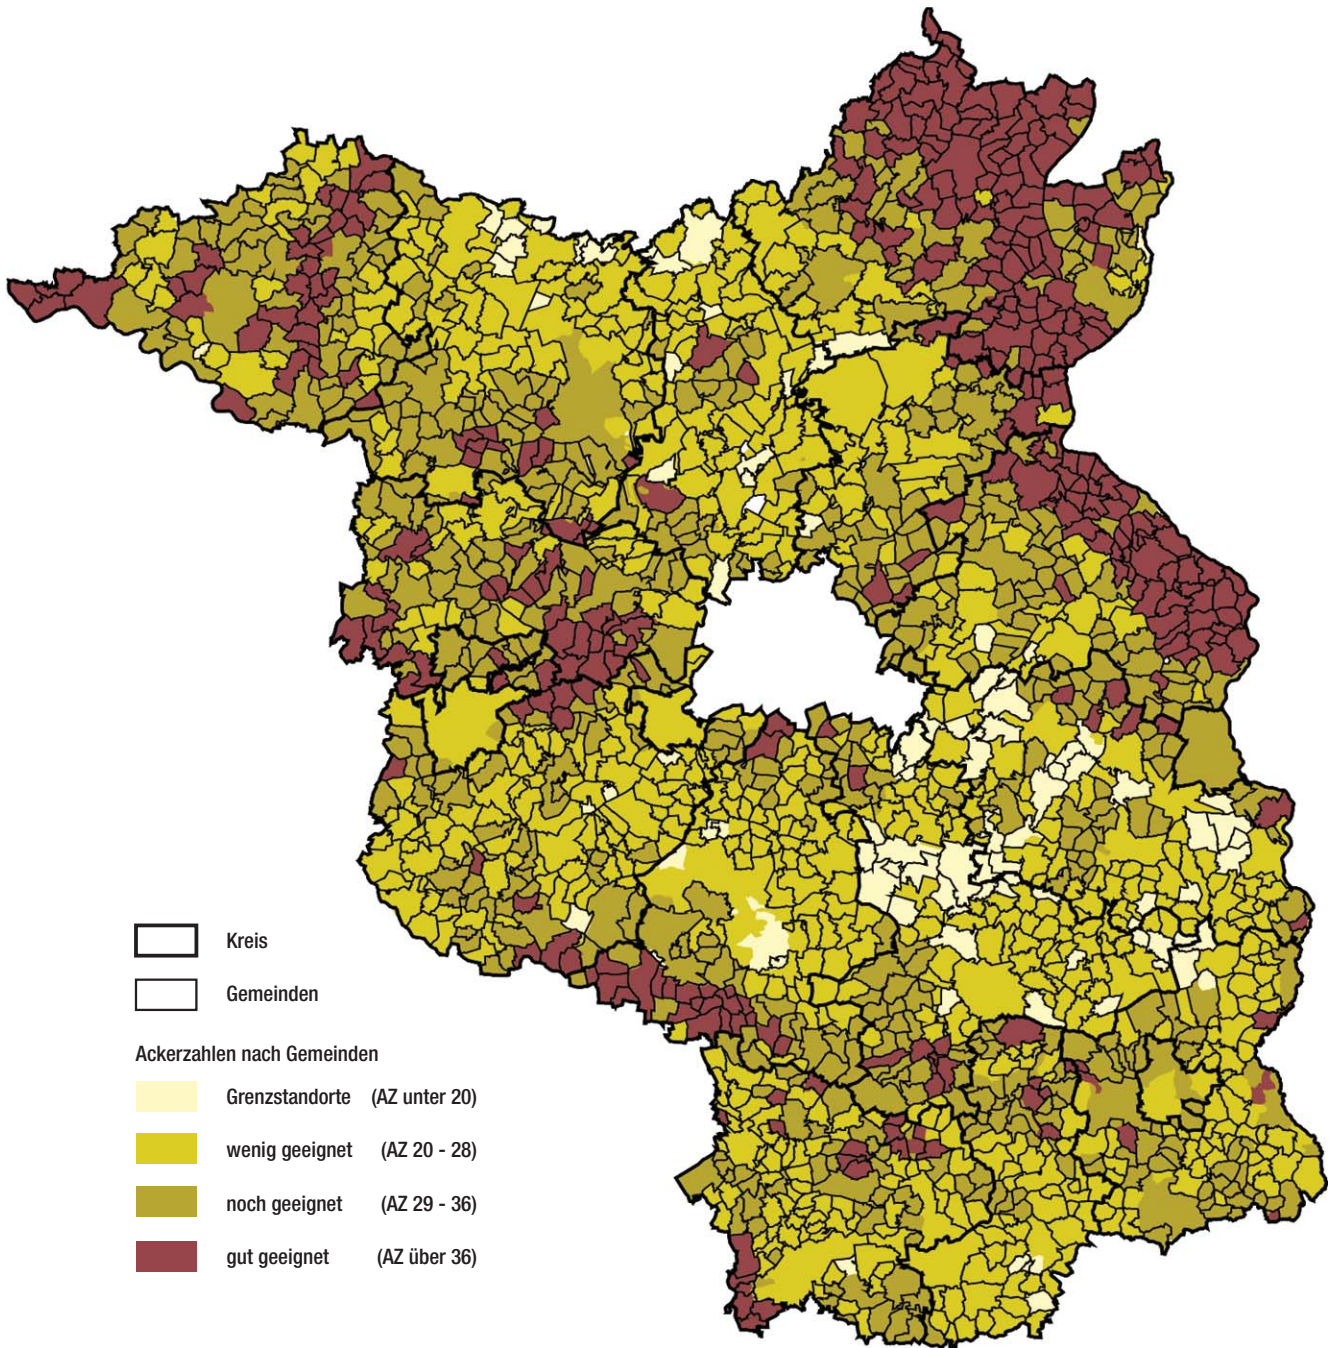 Kreis
Gemeinden
Ackerzahlen nach Gemeinden
Grenzstandorte (AZ unter 20)
wenig geeignet (AZ 20 - 28)
noch geeignet (AZ 29 - 36)
gut geeignet (AZ über 36)